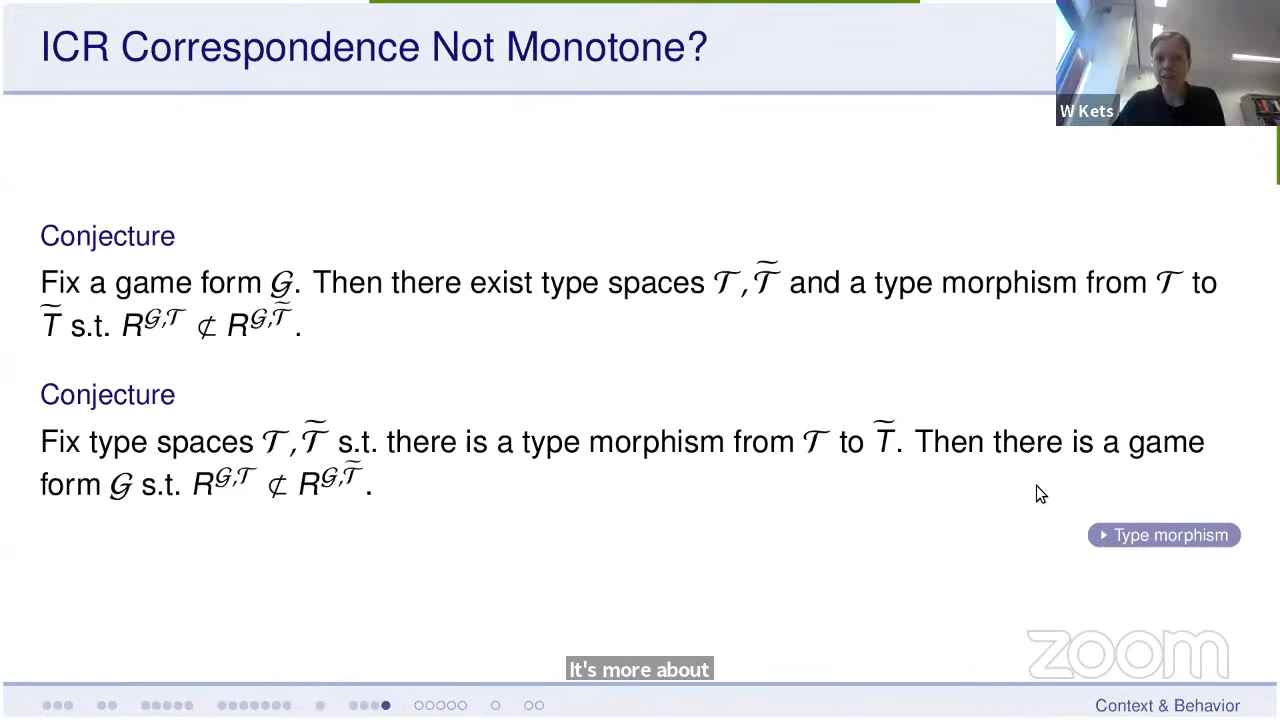 ICR Correspondence Not Monotone?
W Kets
Conjecture
Fix a game form 𝒢. Then there exist type spaces 𝒯, 𝒯̃ and a type morphism from 𝒯 to
T̃ s.t. R^{𝒢,𝒯} ⊄ R^{𝒢,𝒯̃}.
Conjecture
Fix type spaces 𝒯, 𝒯̃ s.t. there is a type morphism from 𝒯 to T̃. Then there is a game
form 𝒢 s.t. R^{𝒢,𝒯} ⊄ R^{𝒢,𝒯̃}.
Type morphism
zoom
It's more about
Context & Behavior